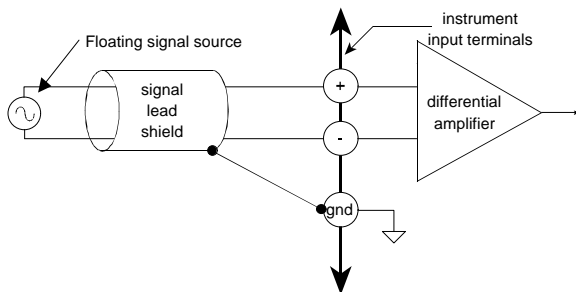 Floating signal source
instrument
input terminals
signal
lead
shield
+
-
differential
amplifier
gnd